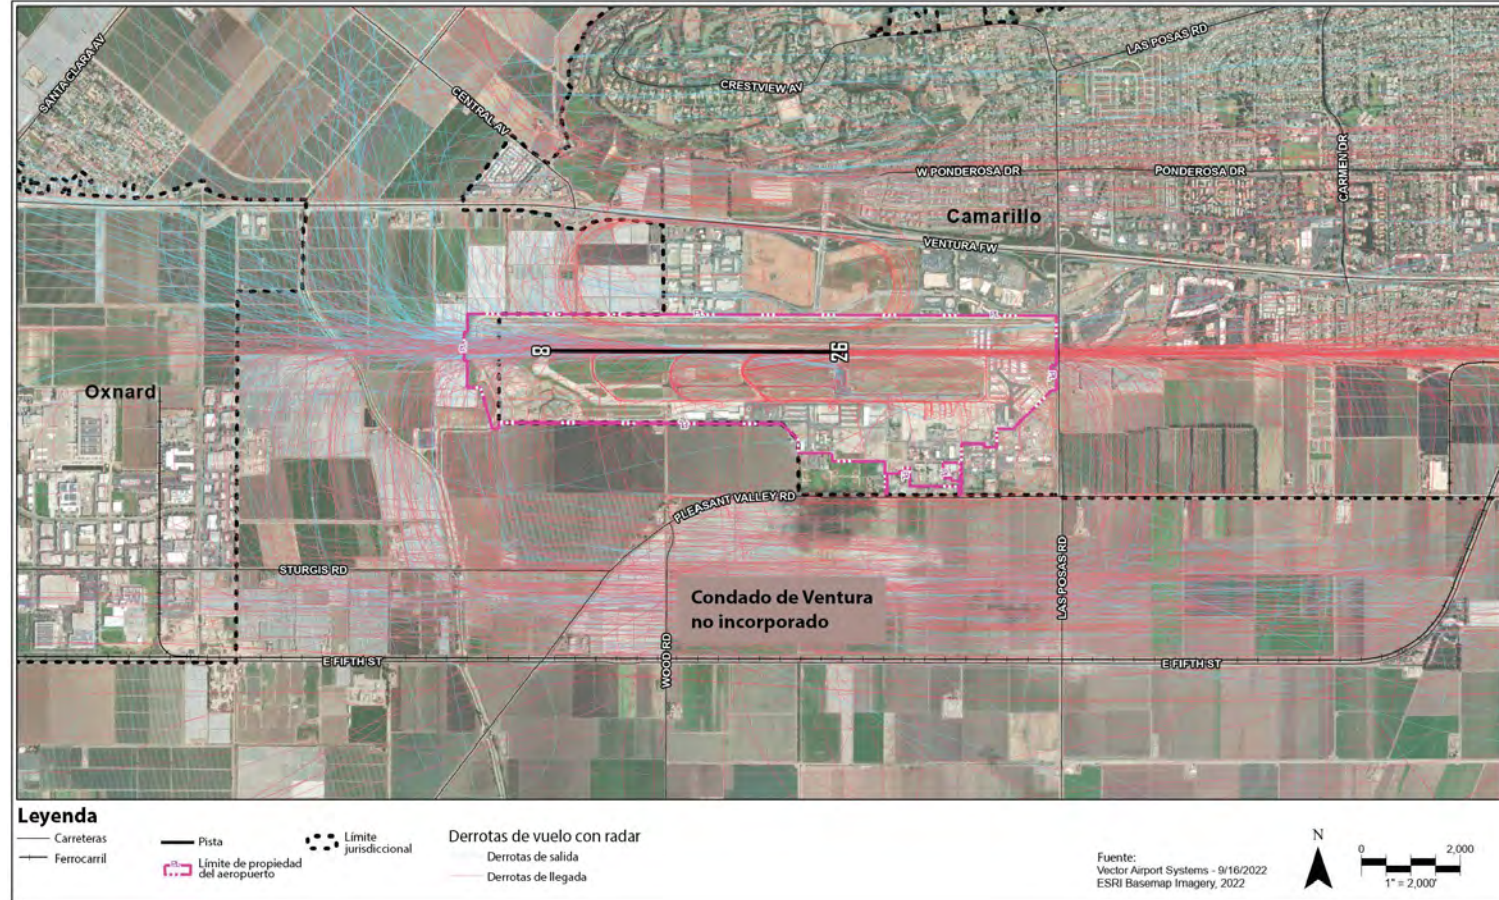 SANTA CLARA AV
CENTRAL AV
CRESTVIEW AV
LAS POSAS RD
W PONDEROSA DR
PONDEROSA DR
CARMEN DR
Camarillo
VENTURA FW
8
26
Oxnard
PLEASANT VALLEY RD
STURGIS RD
Condado de Ventura
no incorporado
LAS POSAS RD
WOOD RD
E FIFTH ST
E FIFTH ST
Leyenda
Carreteras
Ferrocarril
Pista
Límite de propiedad
del aeropuerto
Límite
jurisdiccional
Derrotas de vuelo con radar
Derrotas de salida
Derrotas de llegada
Fuente:
Vector Airport Systems - 9/16/2022
ESRI Basemap Imagery, 2022
N
0 2,000
1" = 2,000'